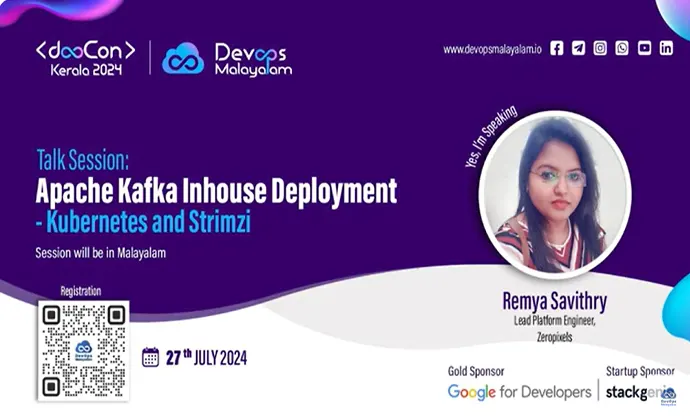 <dooCon>
Kerala 2024
Devops
Malayalam
www.devopsmalayalam.io
Yes, I'm Speaking
Talk Session:
Apache Kafka Inhouse Deployment
- Kubernetes and Strimzi
Session will be in Malayalam
Registration
DevOps
Malayalam
27th JULY 2024
Remya Savithry
Lead Platform Engineer,
Zeropixels
Gold Sponsor
Google for Developers
Startup Sponsor
stackgenie